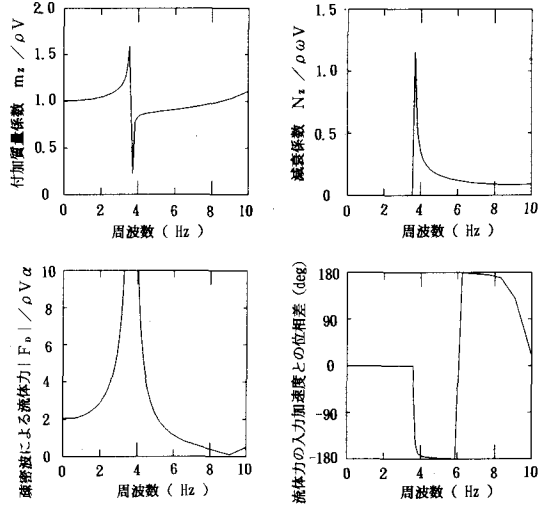 付加質量係数 m_z ／ρV
2.0
1.5
1.0
0.5
0
0 2 4 6 8 10
周波数 ( Hz )
減衰係数 N_z ／ρωV
1.5
1.0
0.5
0
0 2 4 6 8 10
周波数 ( Hz )
疎密波による流体力｜F_D｜／ρVα
10
8
6
4
2
0
0 2 4 6 8 10
周波数 ( Hz )
流体力の入力加速度との位相差 (deg)
180
90
0
-90
-180
0 2 4 6 8 10
周波数 ( Hz )